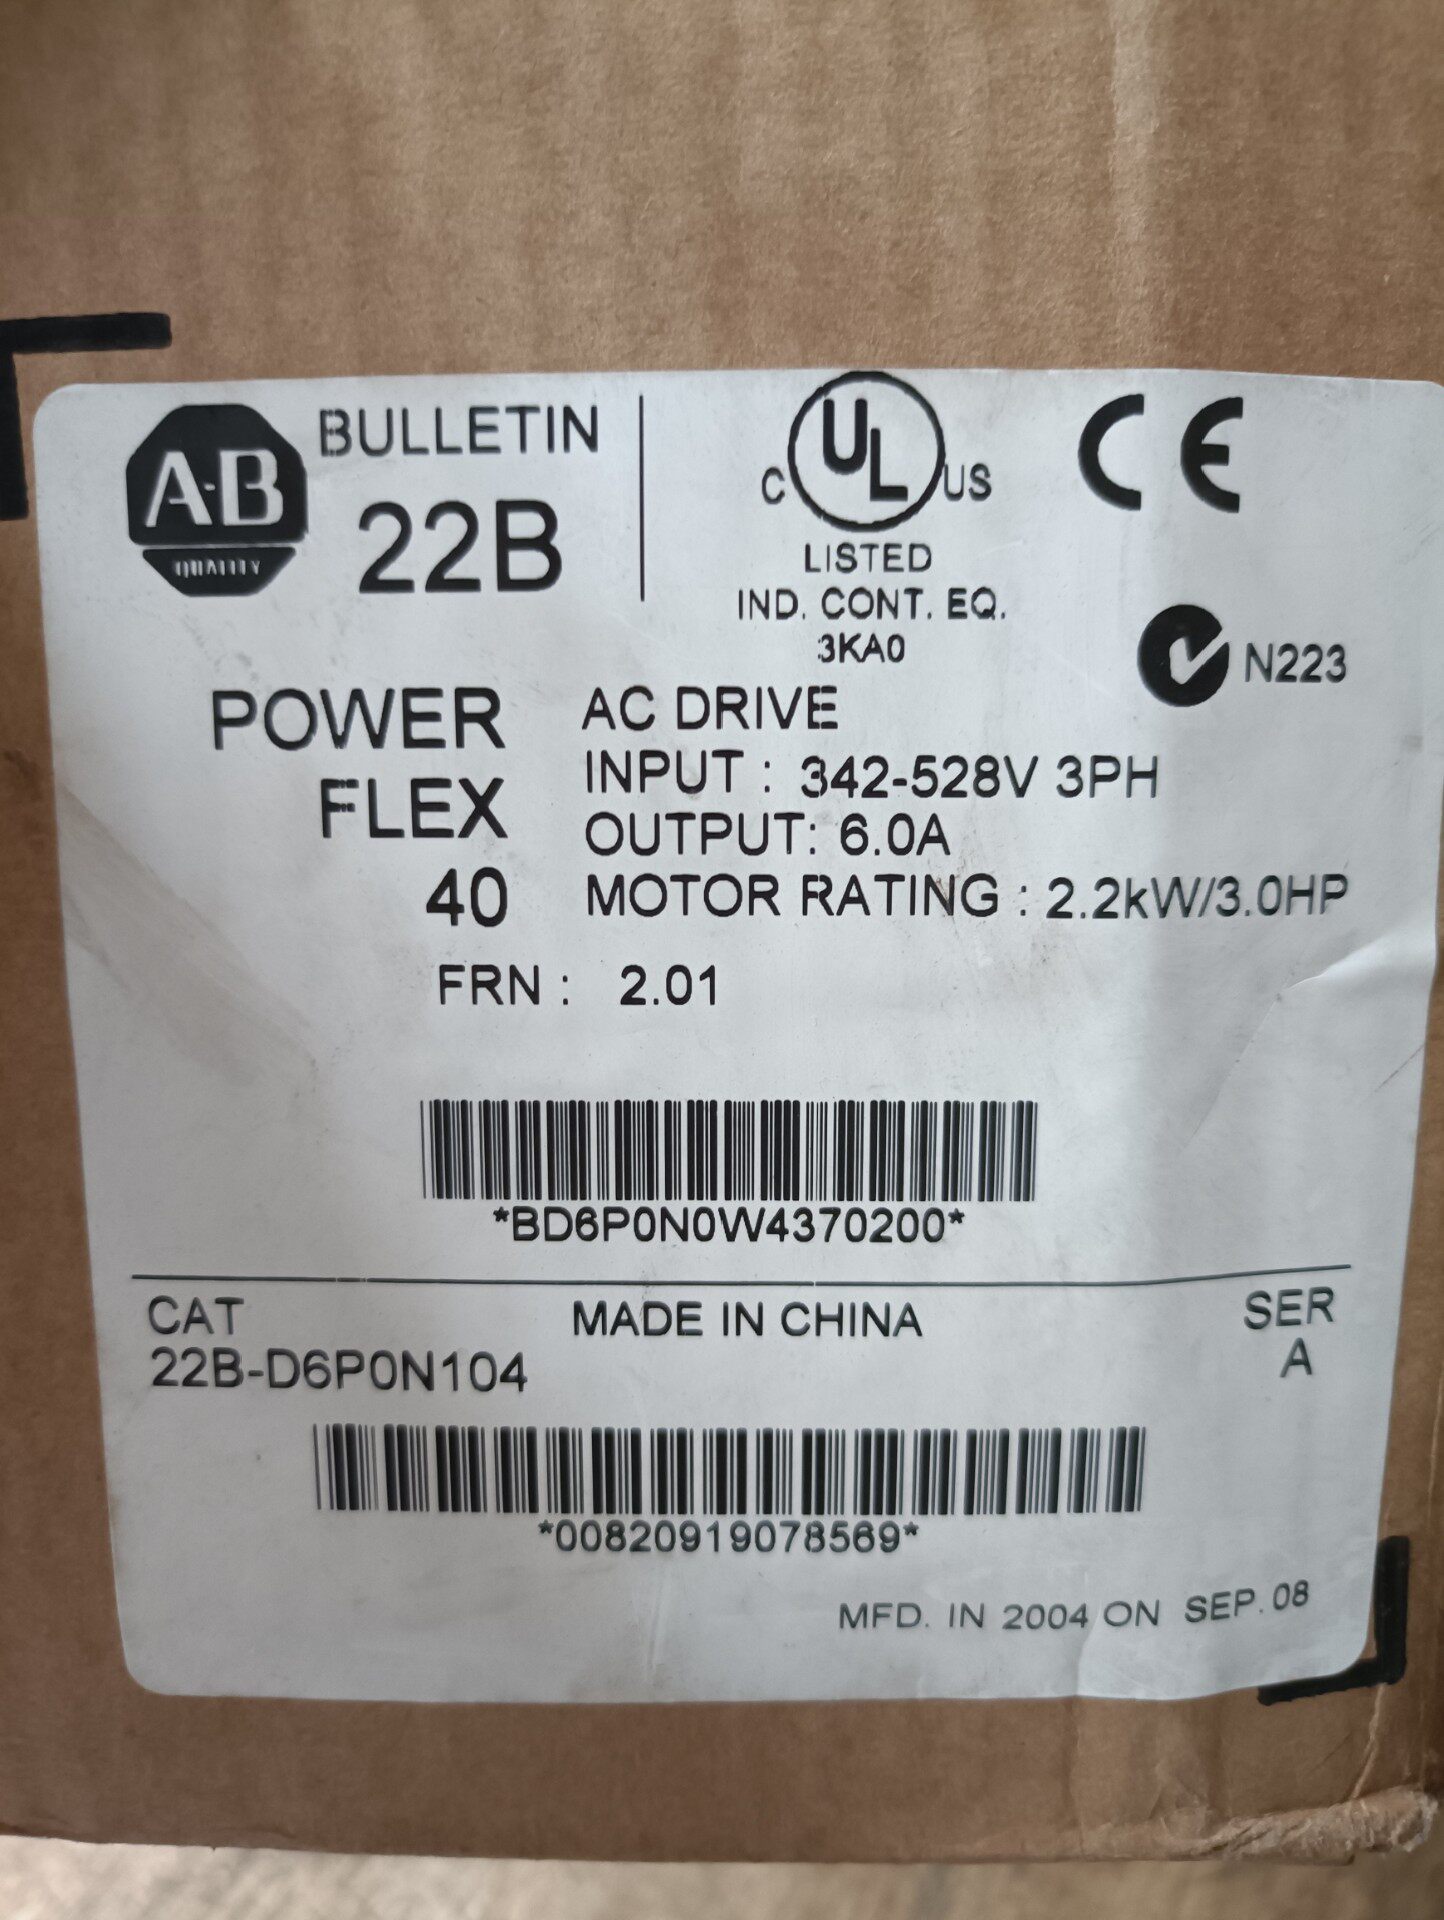 A-B
QUALITY
BULLETIN
22B
C UL US
LISTED
IND. CONT. EQ.
3KA0
CE
N223
POWER
FLEX
40
AC DRIVE
INPUT : 342-528V 3PH
OUTPUT: 6.0A
MOTOR RATING : 2.2kW/3.0HP
FRN : 2.01
*BD6P0N0W4370200*
CAT
22B-D6P0N104
MADE IN CHINA
SER
A
*00820919078569*
MFD. IN 2004 ON SEP. 08